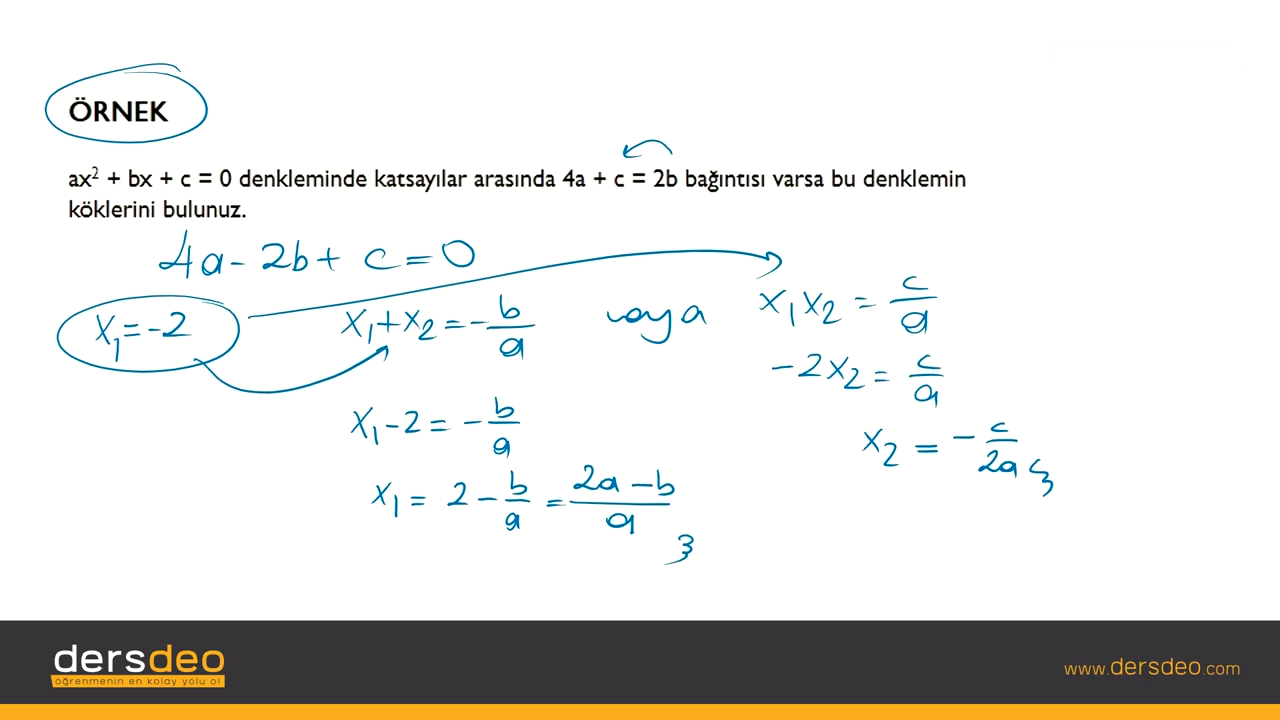 ÖRNEK
ax² + bx + c = 0 denkleminde katsayılar arasında 4a + c = 2b bağıntısı varsa bu denklemin
köklerini bulunuz.
4a - 2b + c = 0
x₁ = -2
x₁ + x₂ = - b/a
veya
x₁x₂ = c/a
-2x₂ = c/a
x₁ - 2 = - b/a
x₂ = - c/2a
x₁ = 2 - b/a = 2a - b/a
dersdeo
öğrenmenin en kolay yolu o!
www.dersdeo.com